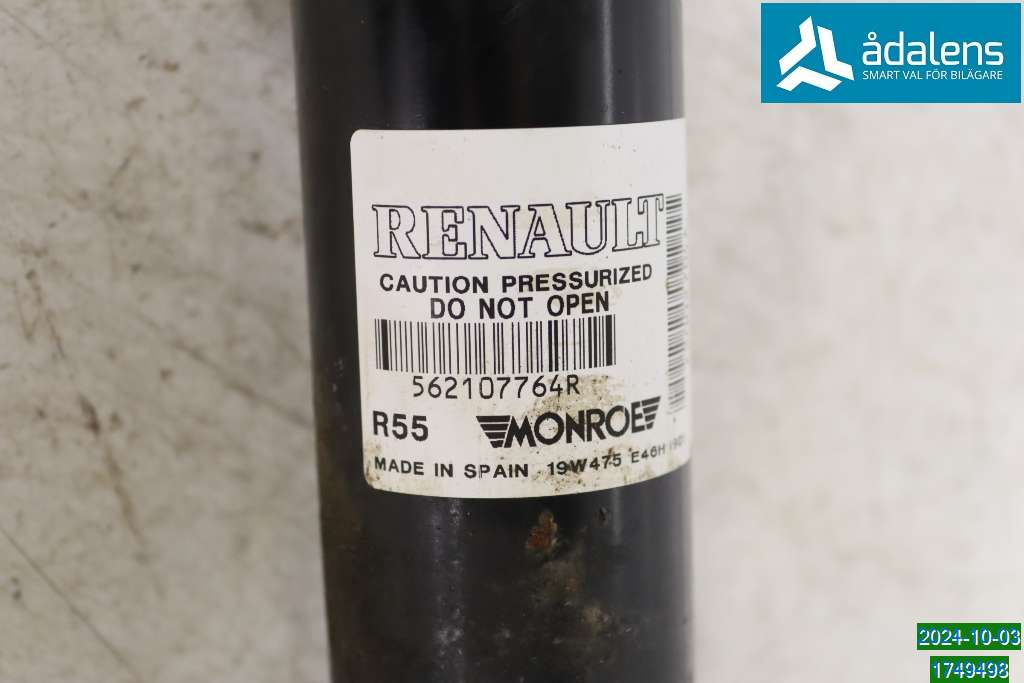 ådalens
SMART VAL FÖR BILÄGARE
RENAULT
CAUTION PRESSURIZED
DO NOT OPEN
562107764R
R55 MONROE
MADE IN SPAIN 19W475 E46H
2024-10-03
1749498